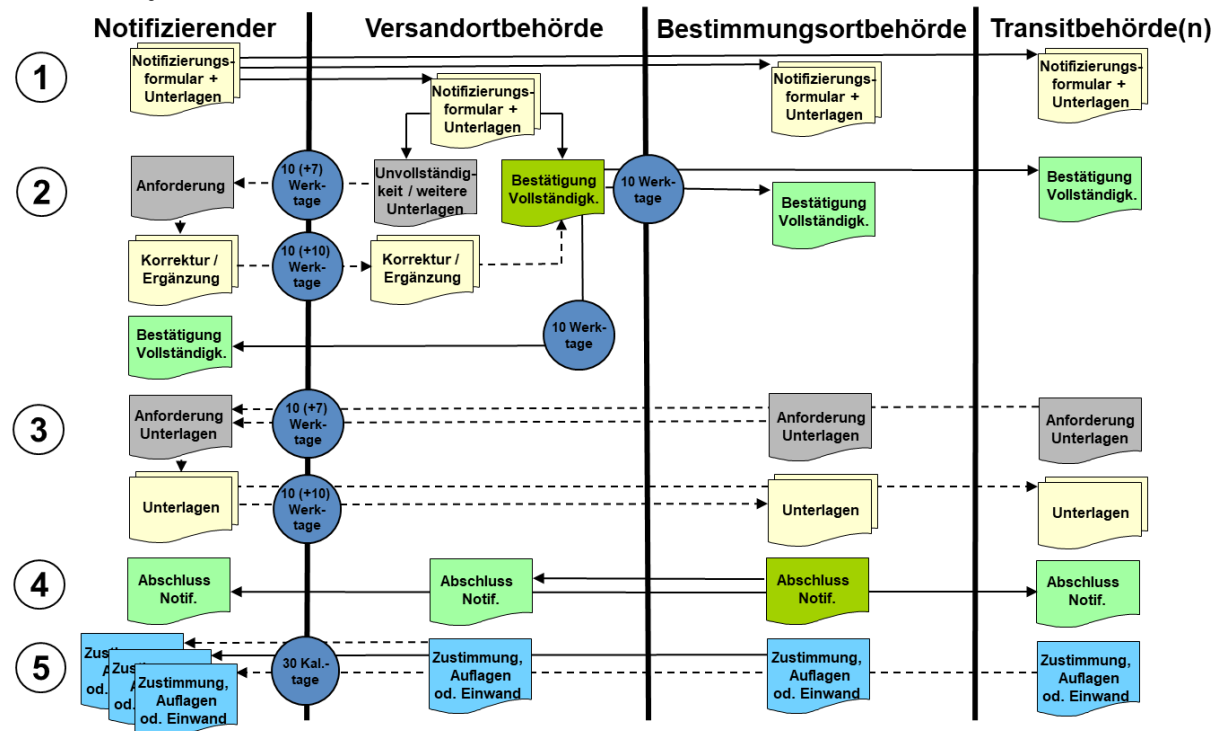 Notifizierender
Versandortbehörde
Bestimmungsortbehörde
Transitbehörde(n)
1
Notifizierungs-
formular +
Unterlagen
Notifizierungs-
formular +
Unterlagen
Notifizierungs-
formular +
Unterlagen
Notifizierungs-
formular +
Unterlagen
2
Anforderung
10 (+7)
Werk-
tage
Unvollständig-
keit / weitere
Unterlagen
Bestätigung
Vollständigk.
10 Werk-
tage
Bestätigung
Vollständigk.
Bestätigung
Vollständigk.
Korrektur /
Ergänzung
10 (+10)
Werk-
tage
Korrektur /
Ergänzung
Bestätigung
Vollständigk.
10 Werk-
tage
3
Anforderung
Unterlagen
10 (+7)
Werk-
tage
Anforderung
Unterlagen
Anforderung
Unterlagen
Unterlagen
10 (+10)
Werk-
tage
Unterlagen
Unterlagen
4
Abschluss
Notif.
Abschluss
Notif.
Abschluss
Notif.
Abschluss
Notif.
5
Zustimmung,
Auflagen
od. Einwand
30 Kal.-
tage
Zustimmung,
Auflagen
od. Einwand
Zustimmung,
Auflagen
od. Einwand
Zustimmung,
Auflagen
od. Einwand